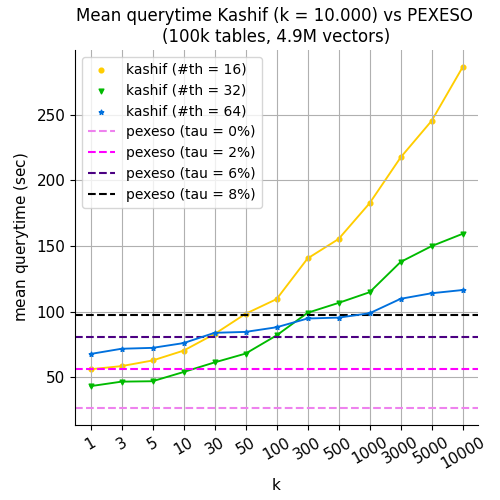 Mean querytime Kashif (k = 10.000) vs PEXESO
(100k tables, 4.9M vectors)
kashif (#th = 16)
kashif (#th = 32)
kashif (#th = 64)
pexeso (tau = 0%)
pexeso (tau = 2%)
pexeso (tau = 6%)
pexeso (tau = 8%)
mean querytime (sec)
250
200
150
100
50
1
3
5
10
30
50
100
300
500
1000
3000
5000
10000
k